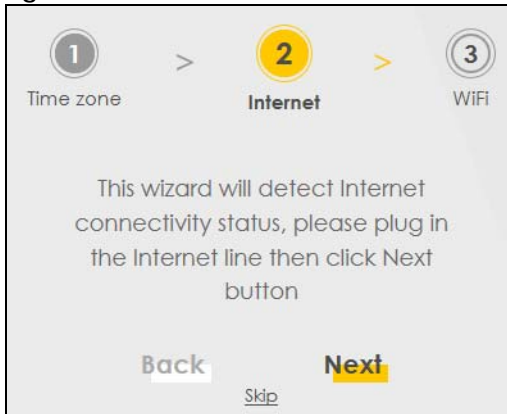 1 > 2 > 3
Time zone Internet WiFi
This wizard will detect Internet
connectivity status, please plug in
the Internet line then click Next
button
Back Next
Skip